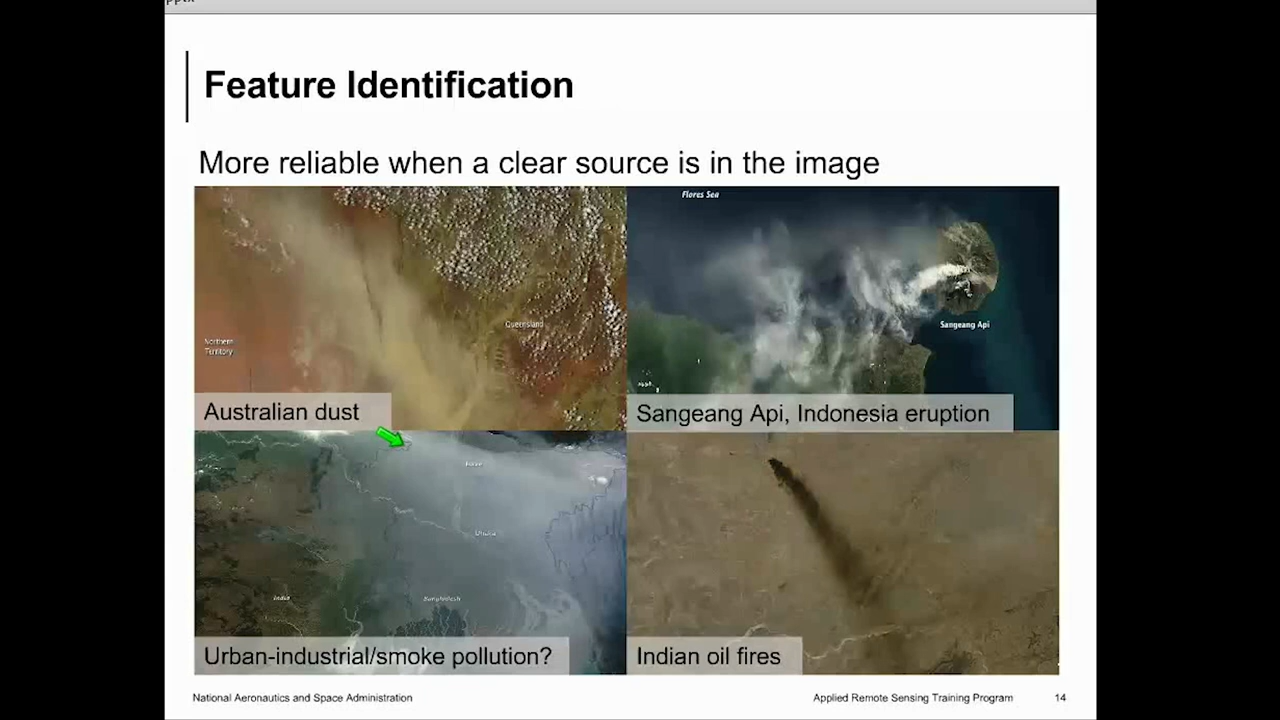 pptx
Feature Identification
More reliable when a clear source is in the image
Flores Sea
Queensland
Northern
Territory
Sangeang Api
Australian dust
Sangeang Api, Indonesia eruption
Dhaka
India
Bangladesh
Urban-industrial/smoke pollution?
Indian oil fires
National Aeronautics and Space Administration
Applied Remote Sensing Training Program
14